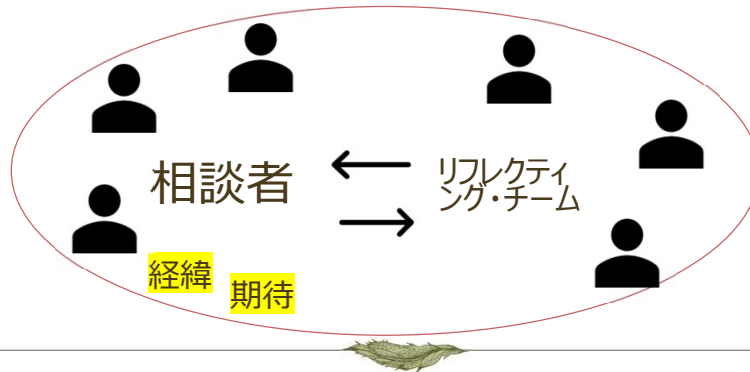 相談者
リフレクティ
ング・チーム
経緯
期待